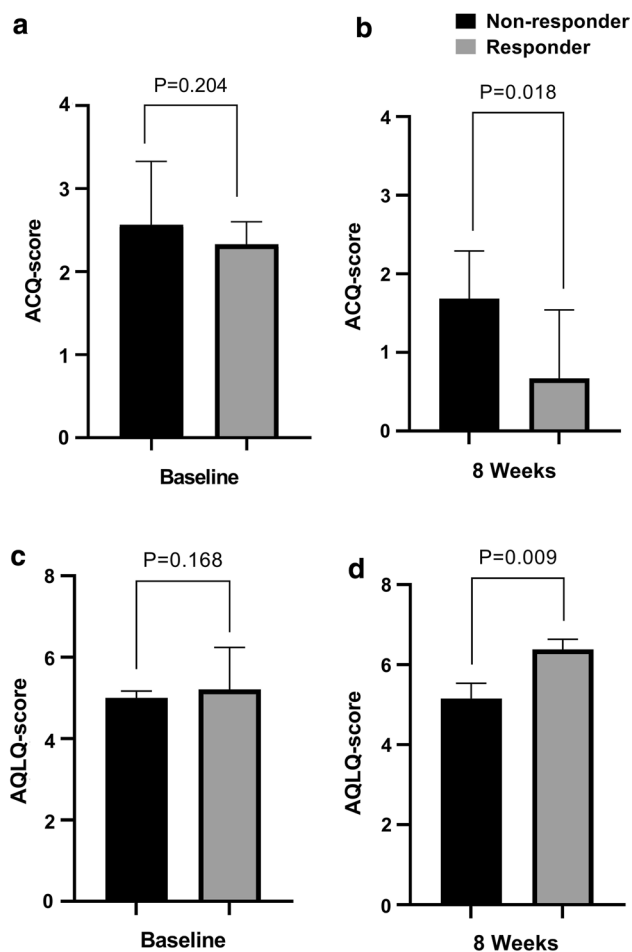 a
b
Non-responder
Responder
P=0.204
4
3
2
1
0
ACQ-score
Baseline
P=0.018
4
3
2
1
0
ACQ-score
8 Weeks
c
P=0.168
8
6
4
2
0
AQLQ-score
Baseline
d
P=0.009
8
6
4
2
0
AQLQ-score
8 Weeks